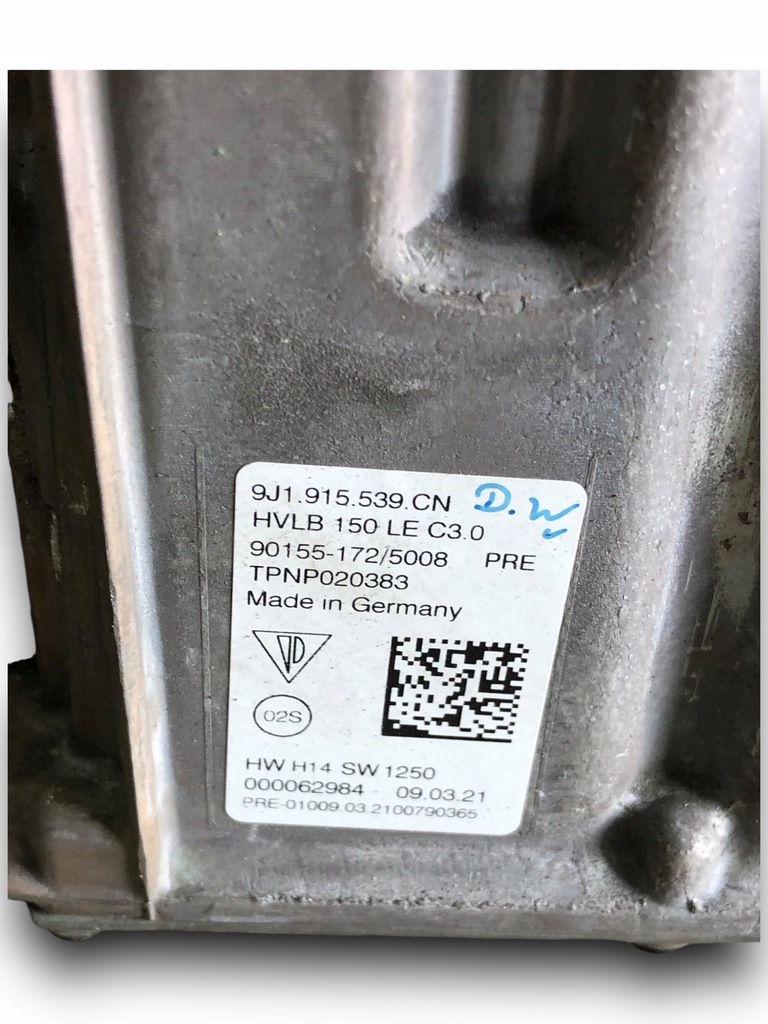 9J1.915.539.CN D.W
HVLB 150 LE C3.0
90155-172/5008 PRE
TPNP020383
Made in Germany
VD
02S
HW H14 SW 1250
000062984 09.03.21
PRE-01009.03.2100790365